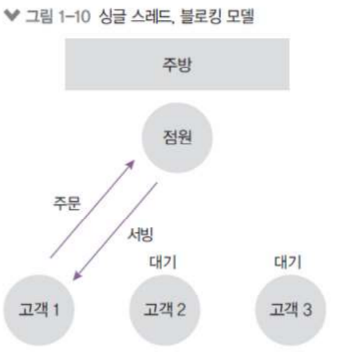 그림 1-10 싱글 스레드, 블로킹 모델
주방
점원
주문
서빙
대기 대기
고객 1 고객 2 고객 3